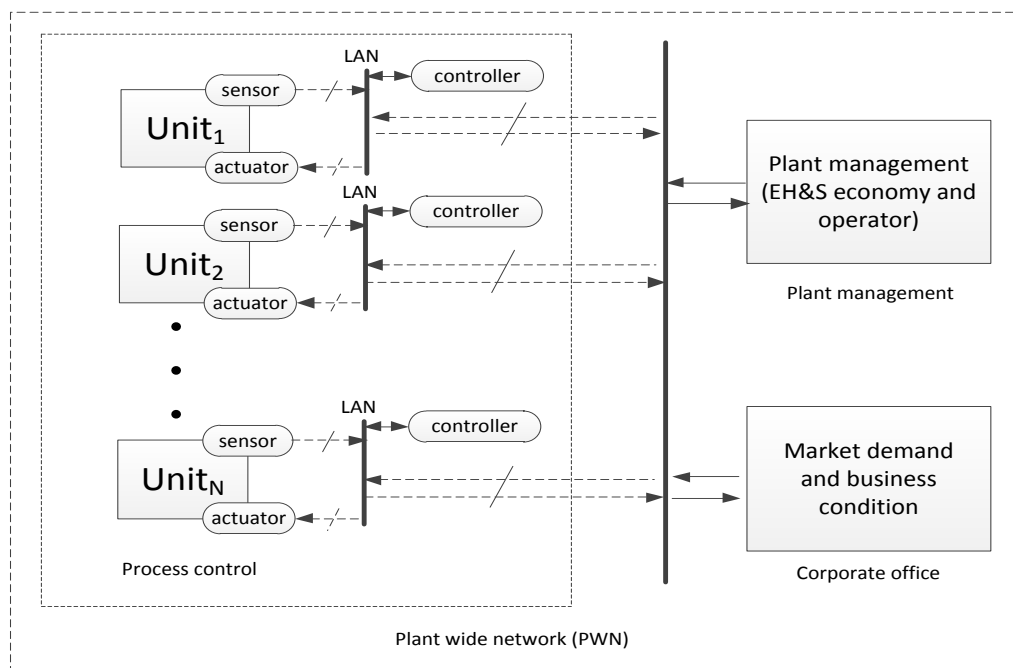 LAN
controller
sensor
Unit1
actuator
LAN
controller
sensor
Unit2
actuator
LAN
controller
sensor
UnitN
actuator
Process control
Plant management
(EH&S economy and
operator)
Plant management
Market demand
and business
condition
Corporate office
Plant wide network (PWN)